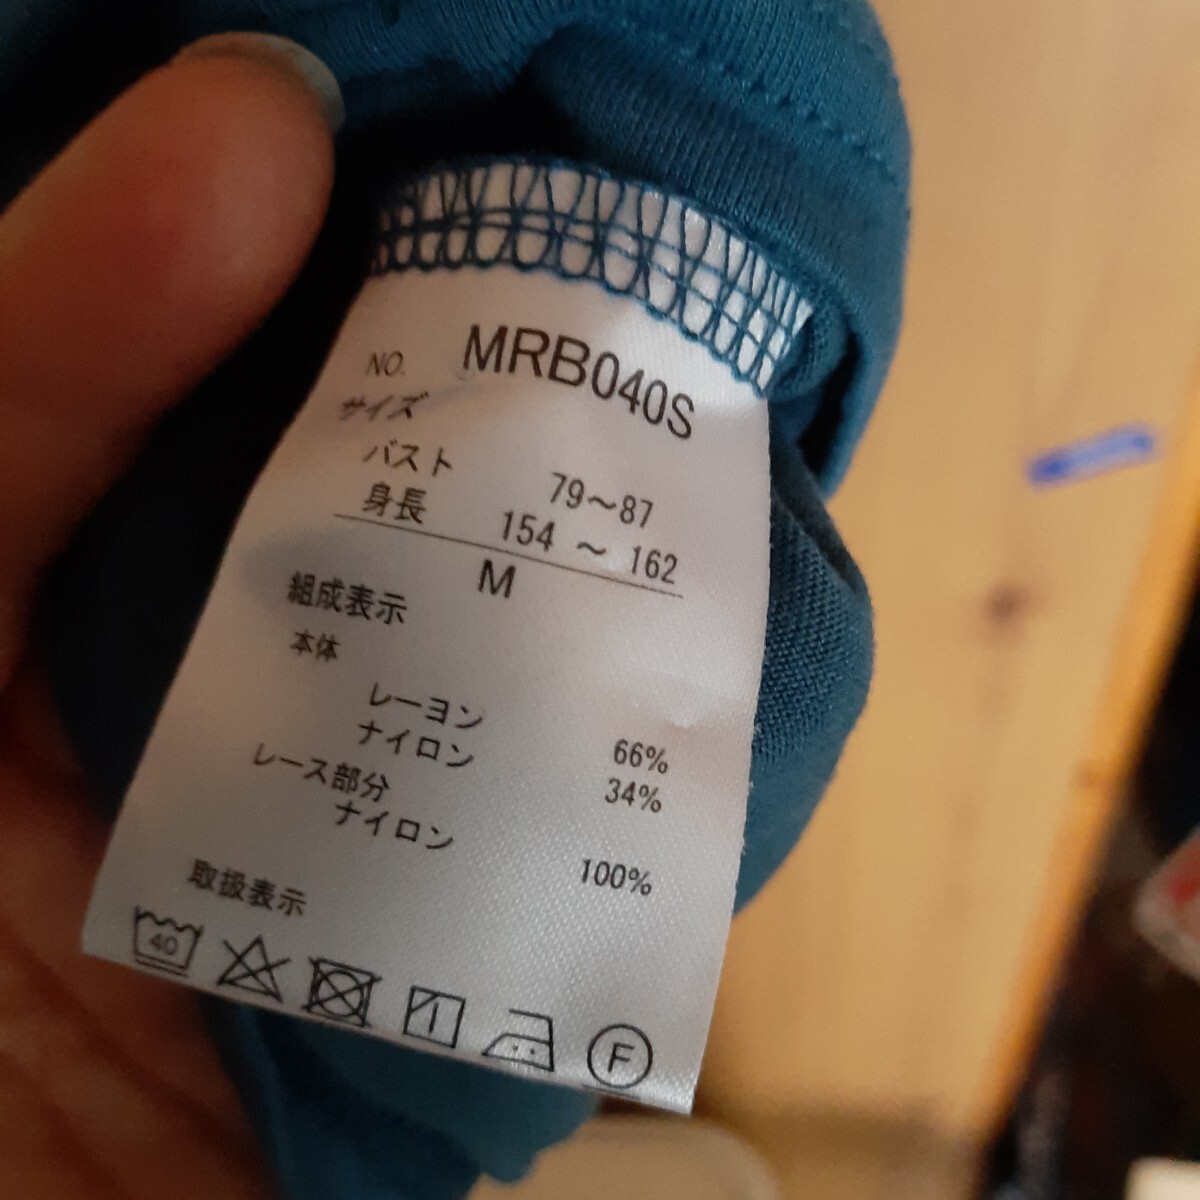 NO. MRB040S
サイズ
バスト 79～87
身長 154 ～ 162
M
組成表示
本体
レーヨン 66%
ナイロン 34%
レース部分
ナイロン 100%
取扱表示
40
F